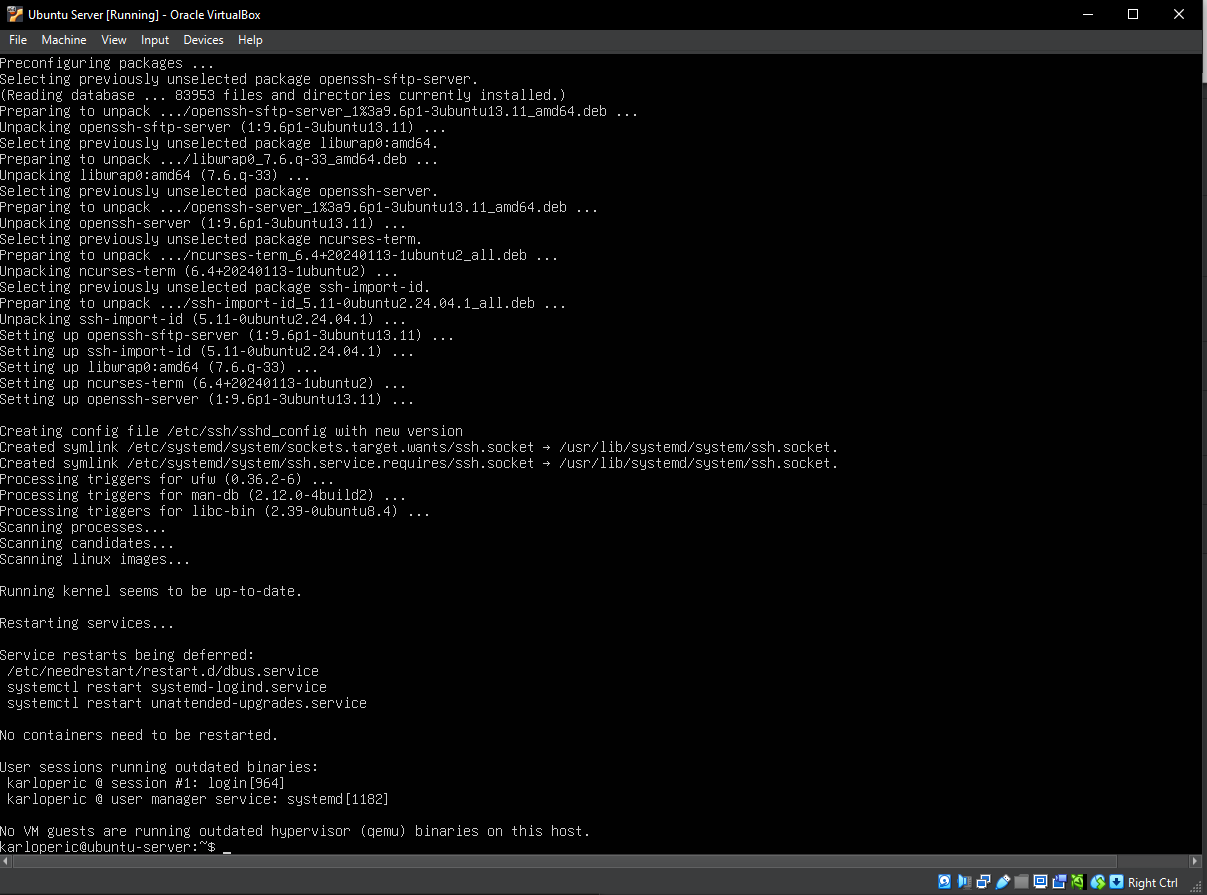 Ubuntu Server [Running] - Oracle VirtualBox
File Machine View Input Devices Help
Preconfiguring packages ...
Selecting previously unselected package openssh-sftp-server.
(Reading database ... 83953 files and directories currently installed.)
Preparing to unpack .../openssh-sftp-server_1%3a9.6p1-3ubuntu13.11_amd64.deb ...
Unpacking openssh-sftp-server (1:9.6p1-3ubuntu13.11) ...
Selecting previously unselected package libwrap0:amd64.
Preparing to unpack .../libwrap0_7.6.q-33_amd64.deb ...
Unpacking libwrap0:amd64 (7.6.q-33) ...
Selecting previously unselected package openssh-server.
Preparing to unpack .../openssh-server_1%3a9.6p1-3ubuntu13.11_amd64.deb ...
Unpacking openssh-server (1:9.6p1-3ubuntu13.11) ...
Selecting previously unselected package ncurses-term.
Preparing to unpack .../ncurses-term_6.4+20240113-1ubuntu2_all.deb ...
Unpacking ncurses-term (6.4+20240113-1ubuntu2) ...
Selecting previously unselected package ssh-import-id.
Preparing to unpack .../ssh-import-id_5.11-0ubuntu2.24.04.1_all.deb ...
Unpacking ssh-import-id (5.11-0ubuntu2.24.04.1) ...
Setting up openssh-sftp-server (1:9.6p1-3ubuntu13.11) ...
Setting up ssh-import-id (5.11-0ubuntu2.24.04.1) ...
Setting up libwrap0:amd64 (7.6.q-33) ...
Setting up ncurses-term (6.4+20240113-1ubuntu2) ...
Setting up openssh-server (1:9.6p1-3ubuntu13.11) ...
Creating config file /etc/ssh/sshd_config with new version
Created symlink /etc/systemd/system/sockets.target.wants/ssh.socket → /usr/lib/systemd/system/ssh.socket.
Created symlink /etc/systemd/system/ssh.service.requires/ssh.socket → /usr/lib/systemd/system/ssh.socket.
Processing triggers for ufw (0.36.2-6) ...
Processing triggers for man-db (2.12.0-4build2) ...
Processing triggers for libc-bin (2.39-0ubuntu8.4) ...
Scanning processes...
Scanning candidates...
Scanning linux images...
Running kernel seems to be up-to-date.
Restarting services...
Service restarts being deferred:
/etc/needrestart/restart.d/dbus.service
systemctl restart systemd-logind.service
systemctl restart unattended-upgrades.service
No containers need to be restarted.
User sessions running outdated binaries:
karloperic @ session #1: login[964]
karloperic @ user manager service: systemd[1182]
No VM guests are running outdated hypervisor (qemu) binaries on this host.
karloperic@ubuntu-server:~$ _
Right Ctrl